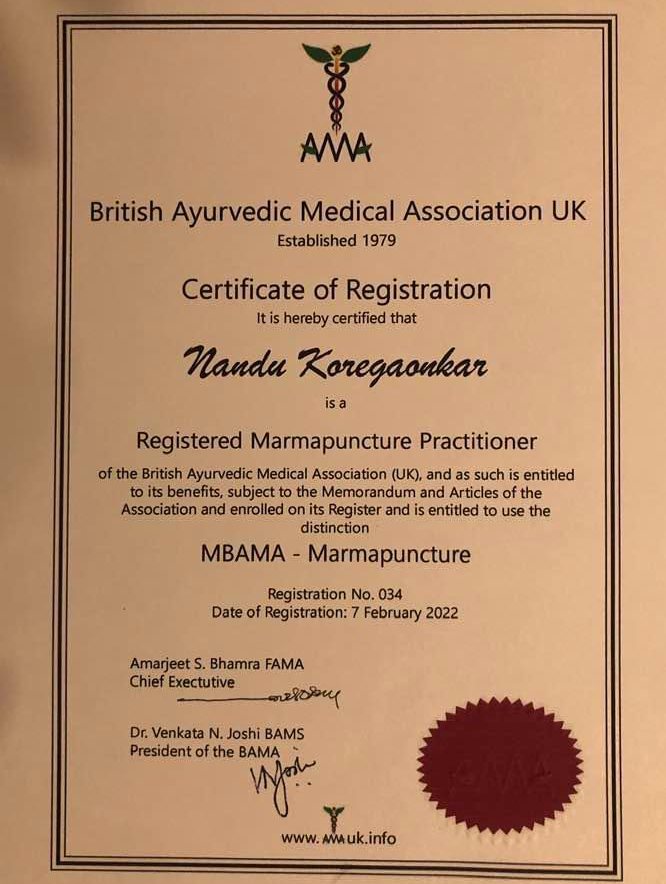 AMA
British Ayurvedic Medical Association UK
Established 1979
Certificate of Registration
It is hereby certified that
Nandu Koregaonkar
is a
Registered Marmapuncture Practitioner
of the British Ayurvedic Medical Association (UK), and as such is entitled
to its benefits, subject to the Memorandum and Articles of the
Association and enrolled on its Register and is entitled to use the
distinction
MBAMA - Marmapuncture
Registration No. 034
Date of Registration: 7 February 2022
Amarjeet S. Bhamra FAMA
Chief Exectutive
Dr. Venkata N. Joshi BAMS
President of the BAMA
AMA
www.AMAuk.info